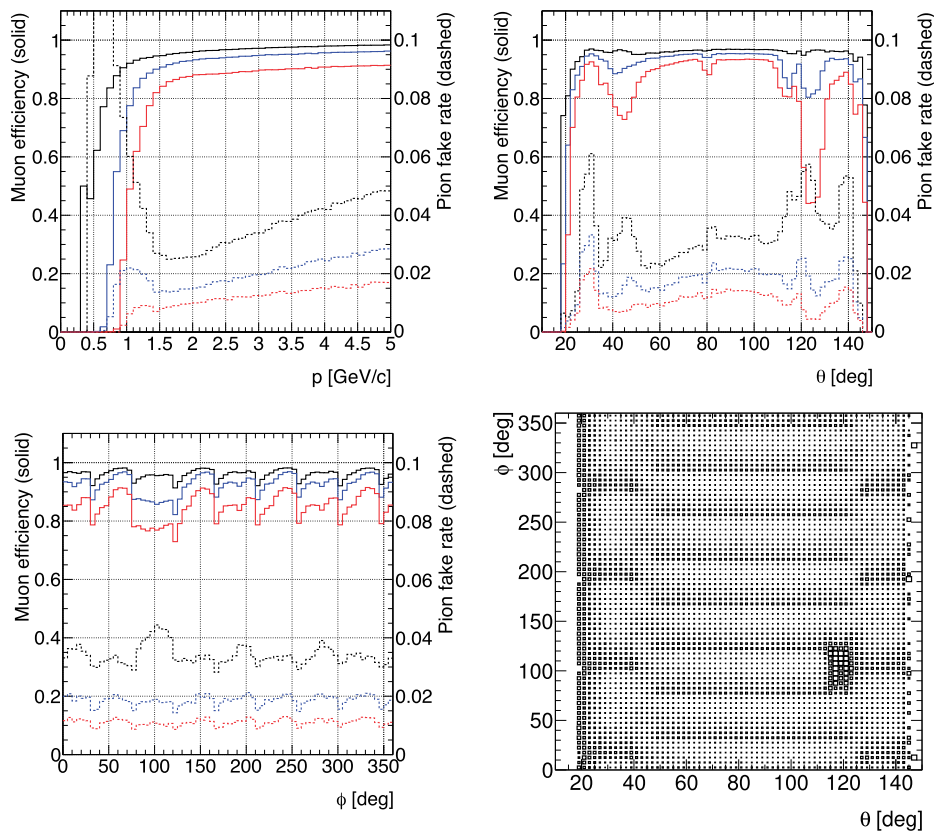 Muon efficiency (solid)
1
0.8
0.6
0.4
0.2
0
0 0.5 1 1.5 2 2.5 3 3.5 4 4.5 5
p [GeV/c]
0.1
0.08
0.06
0.04
0.02
0
Pion fake rate (dashed)
Muon efficiency (solid)
1
0.8
0.6
0.4
0.2
0
20 40 60 80 100 120 140
θ [deg]
0.1
0.08
0.06
0.04
0.02
0
Pion fake rate (dashed)
Muon efficiency (solid)
1
0.8
0.6
0.4
0.2
0
0 50 100 150 200 250 300 350
ϕ [deg]
0.1
0.08
0.06
0.04
0.02
0
Pion fake rate (dashed)
ϕ [deg]
350
300
250
200
150
100
50
0
20 40 60 80 100 120 140
θ [deg]